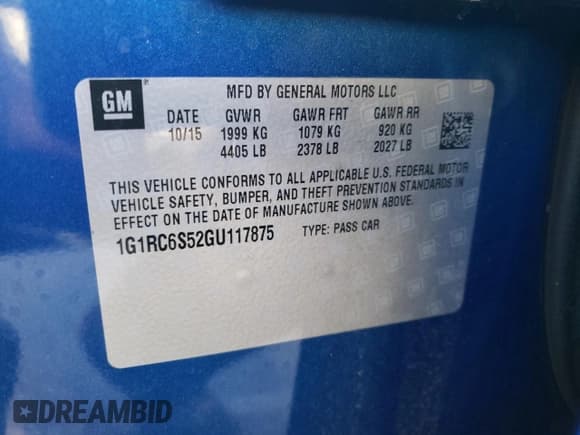 GM
MFD BY GENERAL MOTORS LLC
DATE GVWR GAWR FRT GAWR RR
10/15 1999 KG 1079 KG 920 KG
4405 LB 2378 LB 2027 LB
THIS VEHICLE CONFORMS TO ALL APPLICABLE U.S. FEDERAL MOTOR
VEHICLE SAFETY, BUMPER, AND THEFT PREVENTION STANDARDS IN
EFFECT ON THE DATE OF MANUFACTURE SHOWN ABOVE.
1G1RC6S52GU117875 TYPE: PASS CAR
DREAMBID